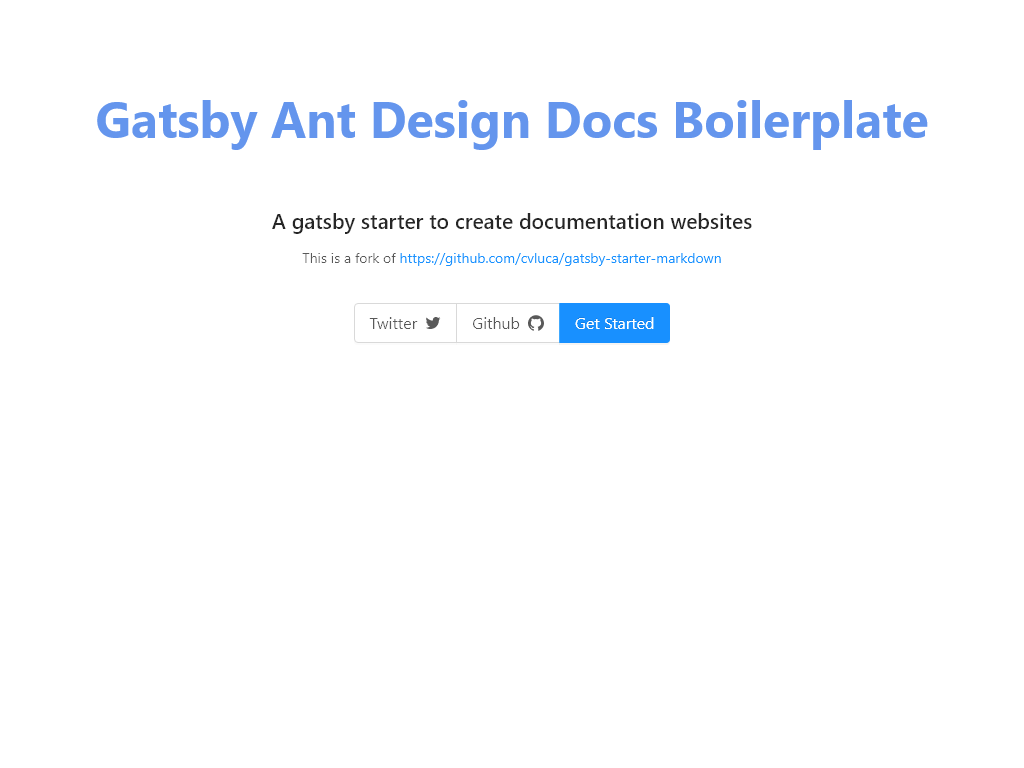 Gatsby Ant Design Docs Boilerplate
A gatsby starter to create documentation websites
This is a fork of https://github.com/cvluca/gatsby-starter-markdown
Twitter Github Get Started